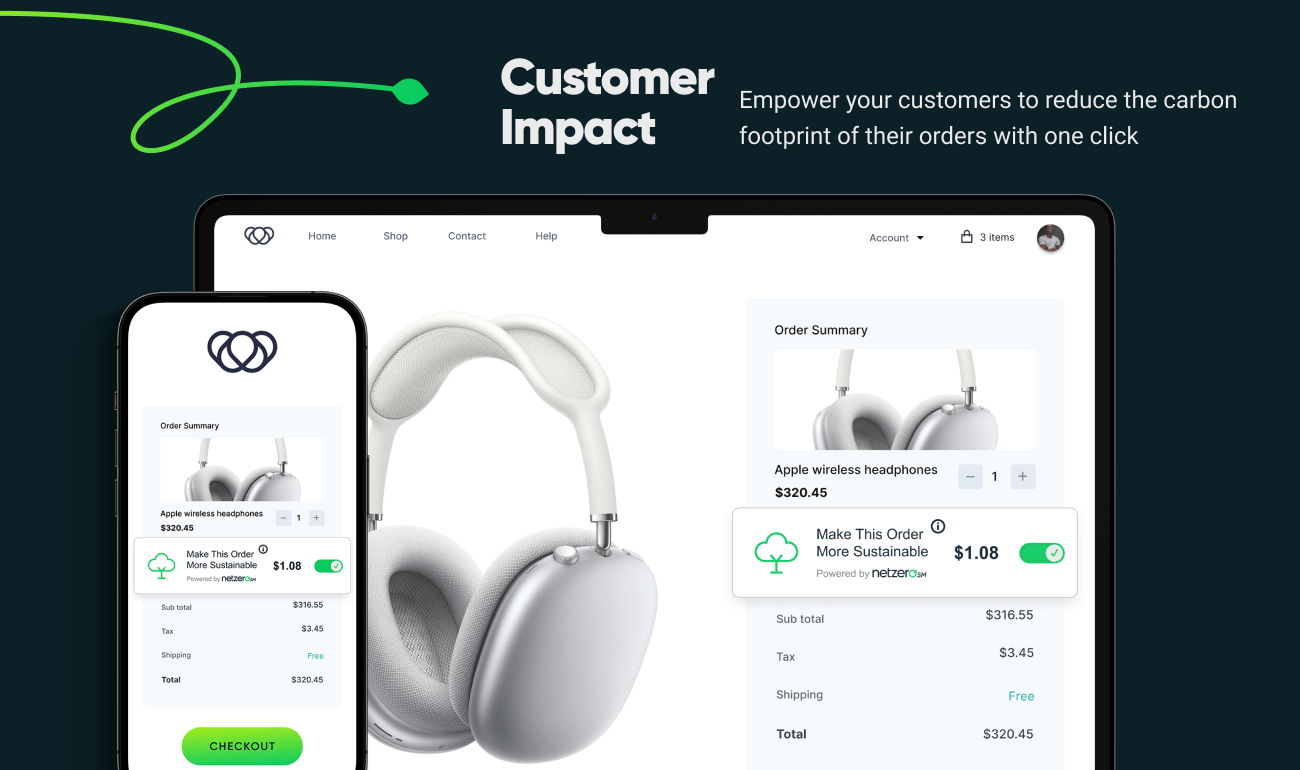 Customer
Impact
Empower your customers to reduce the carbon
footprint of their orders with one click
Home Shop Contact Help Account 3 items
Order Summary
Apple wireless headphones
$320.45
1
Make This Order
More Sustainable
Powered by netzero SM
$1.08
Sub total $316.55
Tax $3.45
Shipping Free
Total $320.45
Order Summary
Apple wireless headphones
$320.45
1
Make This Order
More Sustainable
Powered by netzero SM
$1.08
Sub total $316.55
Tax $3.45
Shipping Free
Total $320.45
CHECKOUT